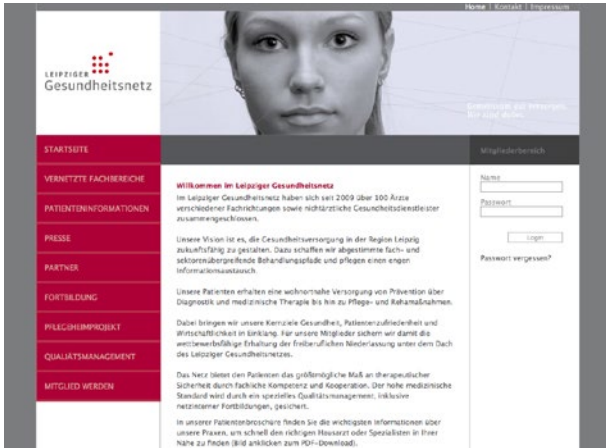 Home | Kontakt | Impressum
LEIPZIGER
Gesundheitsnetz
Gemeinsam gut versorgen.
STARTSEITE
VERNETZTE FACHBEREICHE
PATIENTENINFORMATIONEN
PRESSE
PARTNER
FORTBILDUNG
PFLEGEHEIMPROJEKT
QUALIÄTSMANAGEMENT
MITGLIED WERDEN
Willkommen im Leipziger Gesundheitsnetz
Im Leipziger Gesundheitsnetz haben sich seit 2009 über 100 Ärzte
verschiedener Fachrichtungen sowie nichtärztliche Gesundheitsdienstleister
zusammengeschlossen.
Unsere Vision ist es, die Gesundheitsversorgung in der Region Leipzig
zukunftsfähig zu gestalten. Dazu schaffen wir abgestimmte fach- und
sektorenübergreifende Behandlungspfade und pflegen einen engen
Informationsaustausch.
Unsere Patienten erhalten eine wohnortnahe Versorgung von Prävention über
Diagnostik und medizinische Therapie bis hin zu Pflege- und Rehamaßnahmen.
Dabei bringen wir unsere Kernziele Gesundheit, Patientenzufriedenheit und
Wirtschaftlichkeit in Einklang. Für unsere Mitglieder sichern wir damit die
wettbewerbsfähige Erhaltung der freiberuflichen Niederlassung unter dem Dach
des Leipziger Gesundheitsnetzes.
Das Netz bietet den Patienten das größtmögliche Maß an therapeutischer
Sicherheit durch fachliche Kompetenz und Kooperation. Der hohe medizinische
Standard wird durch ein spezielles Qualitätsmanagement, inklusive
netzinterner Fortbildungen, gesichert.
In unserer Patientenbroschüre finden Sie die wichtigsten Informationen über
unsere Praxen, um schnell den richtigen Hausarzt oder Spezialisten in Ihrer
Nähe zu finden (Bild anklicken zum PDF-Download).
Mitgliederbereich
Name
Passwort
Login
Passwort vergessen?